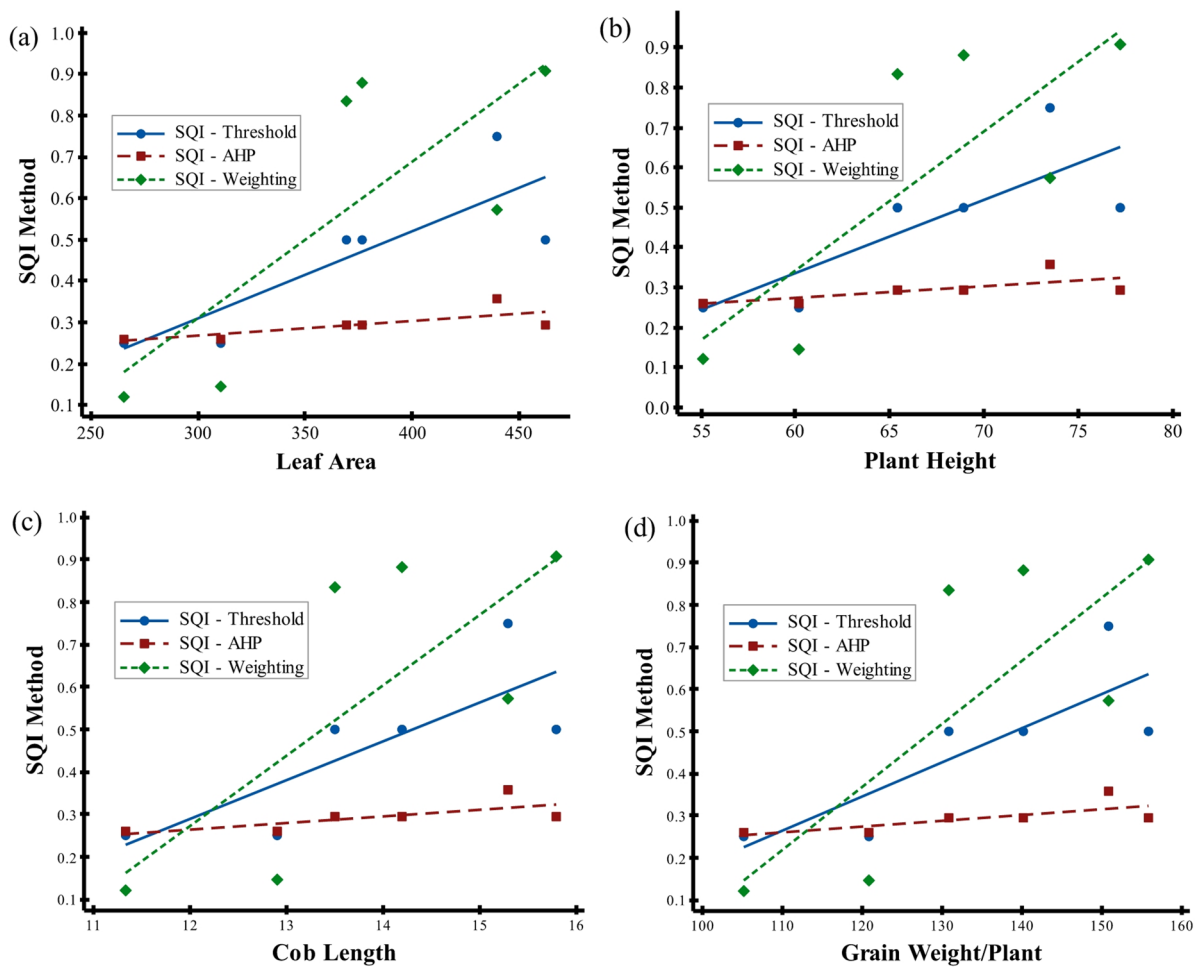 (a)
1.0
0.9
0.8
0.7
0.6
0.5
0.4
0.3
0.2
0.1
SQI Method
SQI - Threshold
SQI - AHP
SQI - Weighting
250 300 350 400 450
Leaf Area
(b)
0.9
0.8
0.7
0.6
0.5
0.4
0.3
0.2
0.1
0.0
SQI Method
SQI - Threshold
SQI - AHP
SQI - Weighting
55 60 65 70 75 80
Plant Height
(c)
1.0
0.9
0.8
0.7
0.6
0.5
0.4
0.3
0.2
0.1
SQI Method
SQI - Threshold
SQI - AHP
SQI - Weighting
11 12 13 14 15 16
Cob Length
(d)
1.0
0.9
0.8
0.7
0.6
0.5
0.4
0.3
0.2
0.1
SQI Method
SQI - Threshold
SQI - AHP
SQI - Weighting
100 110 120 130 140 150 160
Grain Weight/Plant